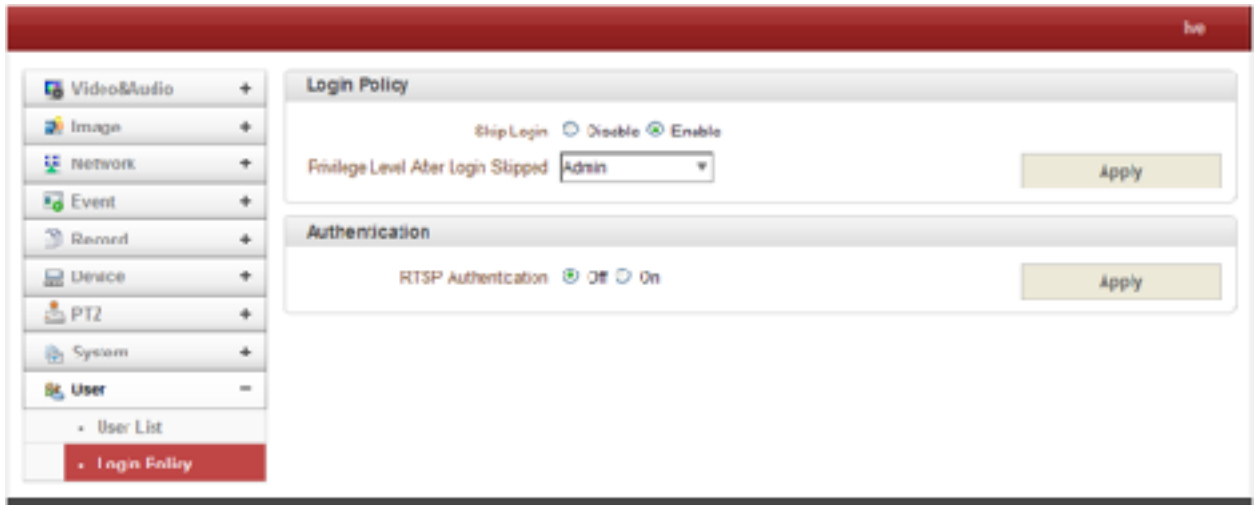 live
Video&Audio +
Image +
Network +
Event +
Record +
Device +
PTZ +
System +
User -
User List
Login Policy
Login Policy
Skip Login Disable Enable
Privilege Level After Login Skipped Admin
Apply
Authentication
RTSP Authentication Off On
Apply